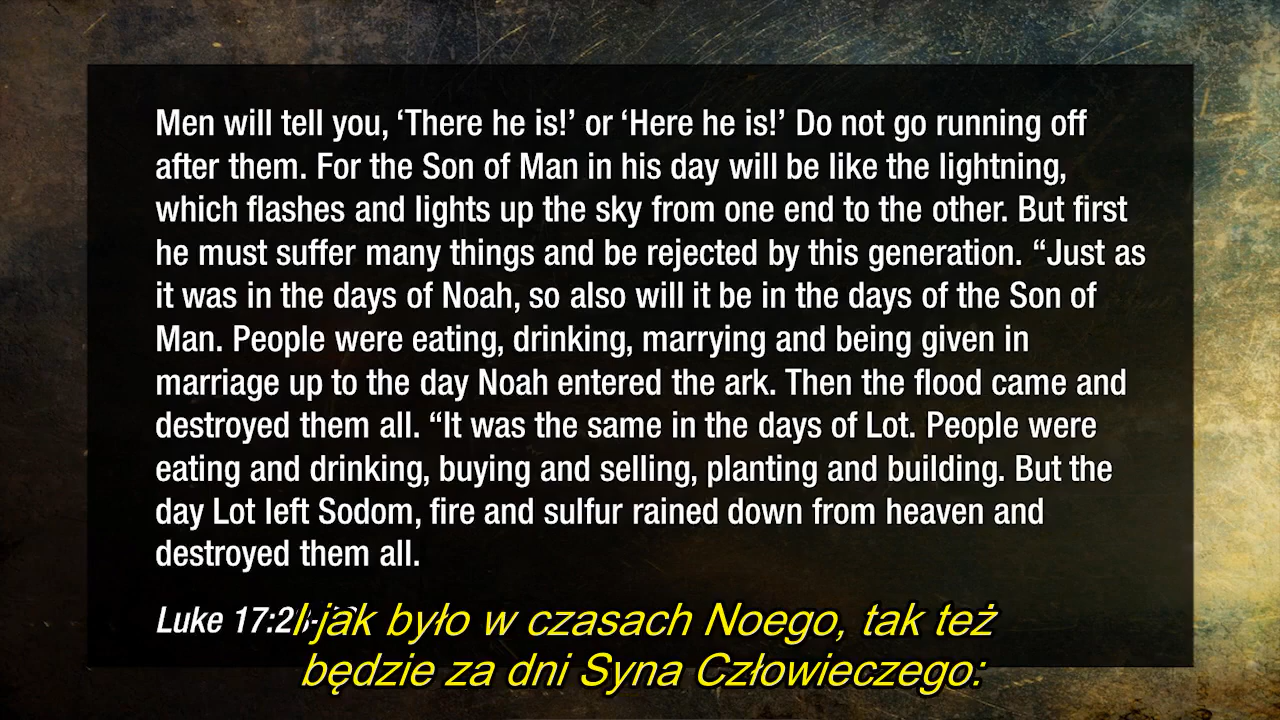 Men will tell you, ‘There he is!’ or ‘Here he is!’ Do not go running off
after them. For the Son of Man in his day will be like the lightning,
which flashes and lights up the sky from one end to the other. But first
he must suffer many things and be rejected by this generation. “Just as
it was in the days of Noah, so also will it be in the days of the Son of
Man. People were eating, drinking, marrying and being given in
marriage up to the day Noah entered the ark. Then the flood came and
destroyed them all. “It was the same in the days of Lot. People were
eating and drinking, buying and selling, planting and building. But the
day Lot left Sodom, fire and sulfur rained down from heaven and
destroyed them all.
Luke
I jak było w czasach Noego, tak też
będzie za dni Syna Człowieczego: